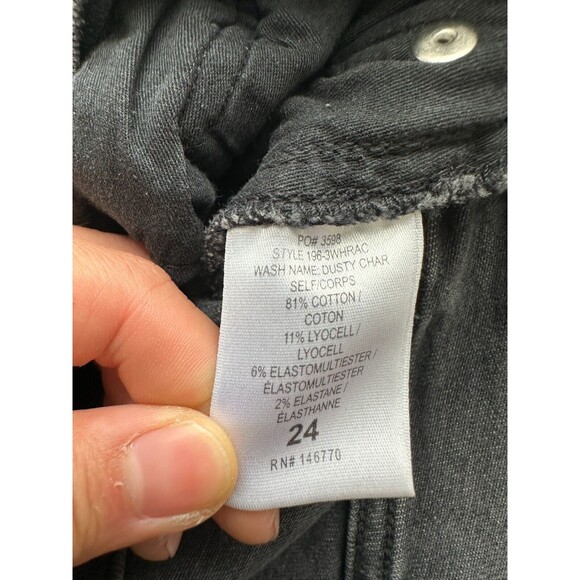 PO# 3598
STYLE 196-3WHRAC
WASH NAME: DUSTY CHAR
SELF/CORPS
81% COTTON /
COTON
11% LYOCELL /
LYOCELL
6% ELASTOMULTIESTER /
ÉLASTOMULTIESTER
2% ELASTANE /
ÉLASTHANNE
24
RN# 146770